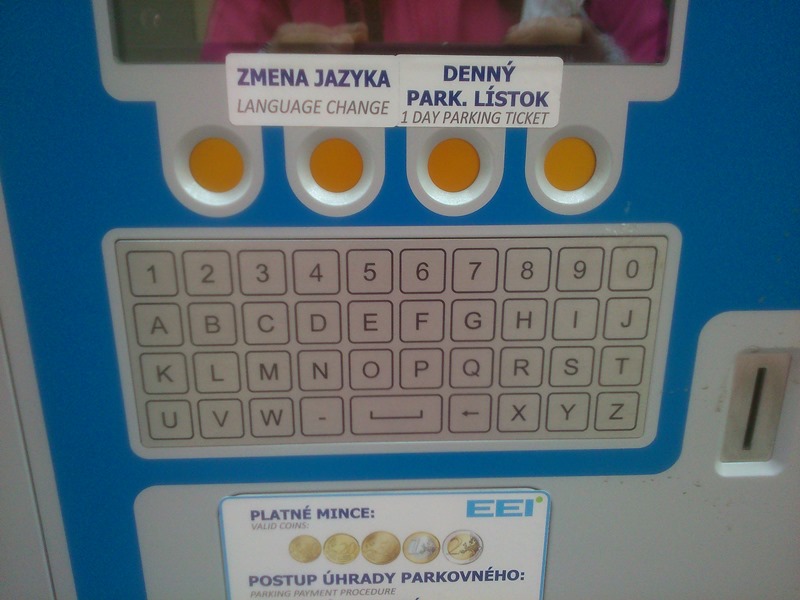 ZMENA JAZYKA
LANGUAGE CHANGE
DENNÝ
PARK. LÍSTOK
1 DAY PARKING TICKET
1 2 3 4 5 6 7 8 9 0
A B C D E F G H I J
K L M N O P Q R S T
U V W - ← X Y Z
EEI
PLATNÉ MINCE:
VALID COINS:
POSTUP ÚHRADY PARKOVNÉHO:
PARKING PAYMENT PROCEDURE